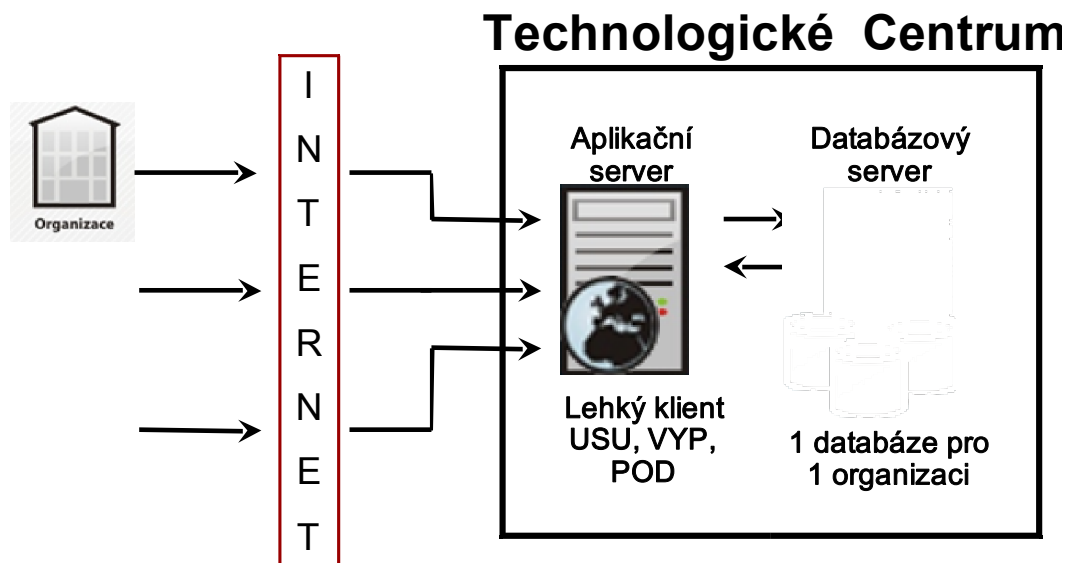 Technologické Centrum
Organizace
I
N
T
E
R
N
E
T
Aplikační
server
Databázový
server
Lehký klient
USU, VYP,
POD
1 databáze pro
1 organizaci